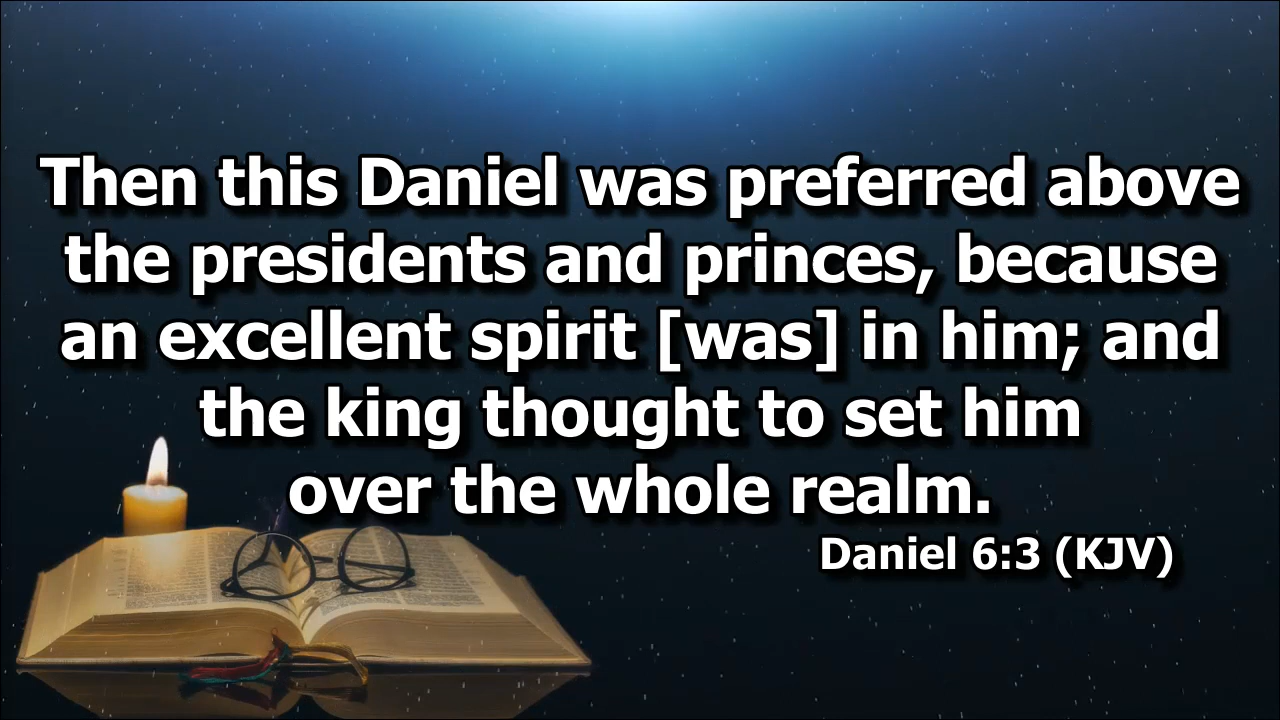 Then this Daniel was preferred above
the presidents and princes, because
an excellent spirit [was] in him; and
the king thought to set him
over the whole realm.
Daniel 6:3 (KJV)